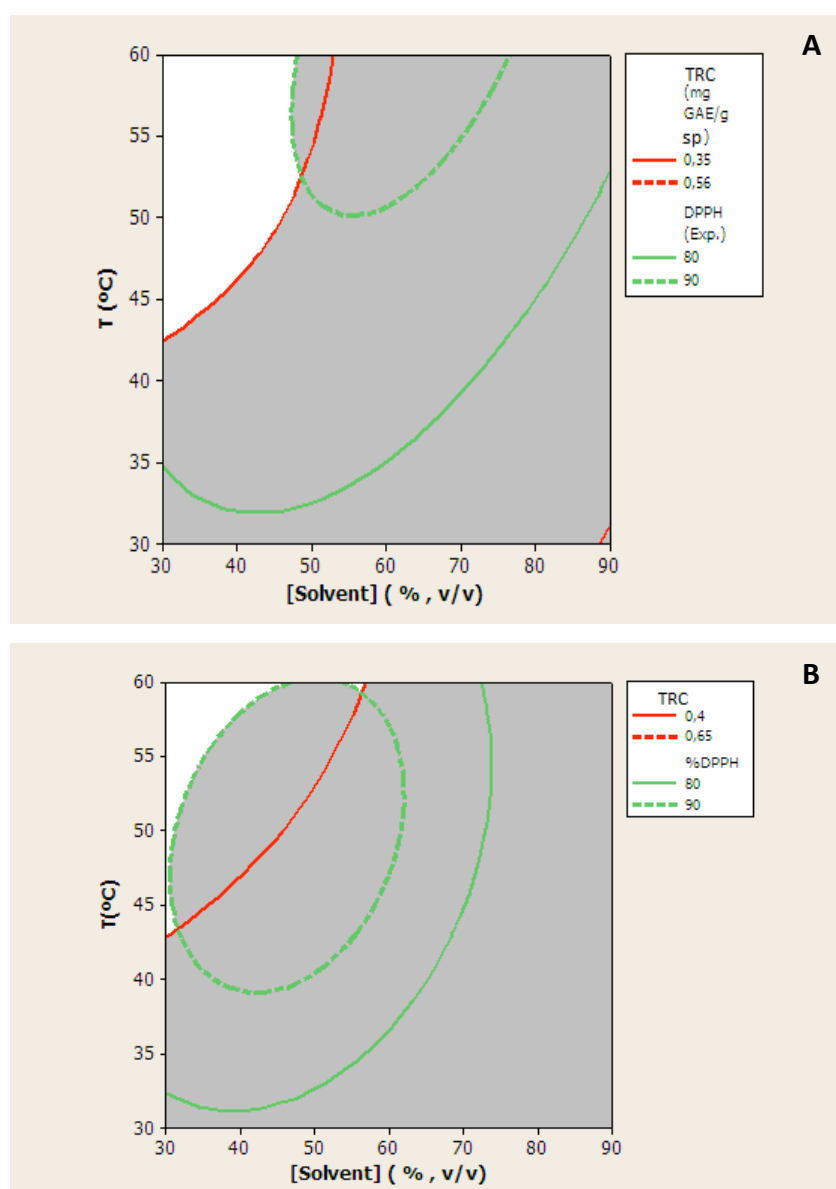 A
60
55
50
45
40
35
30
T (ºC)
30 40 50 60 70 80 90
[Solvent] ( % , v/v)
TRC
(mg
GAE/g
sp)
0,35
0,56
DPPH
(Exp.)
80
90
B
60
55
50
45
40
35
30
T(ºC)
30 40 50 60 70 80 90
[Solvent] ( % , v/v)
TRC
0,4
0,65
%DPPH
80
90